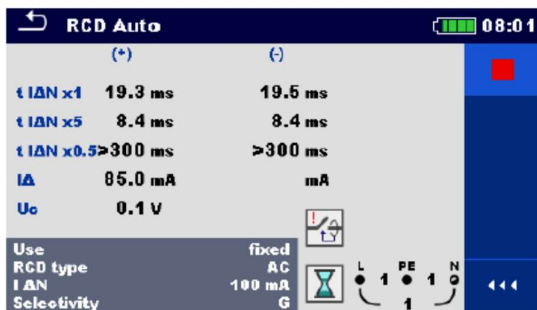 RCD Auto 08:01
(+) (-)
t IΔN x1 19.3 ms 19.5 ms
t IΔN x5 8.4 ms 8.4 ms
t IΔN x0.5 >300 ms >300 ms
IΔ 85.0 mA mA
Uc 0.1 V
Use fixed
RCD type AC
I ΔN 100 mA
Selectivity G
L PE N
1 1
1